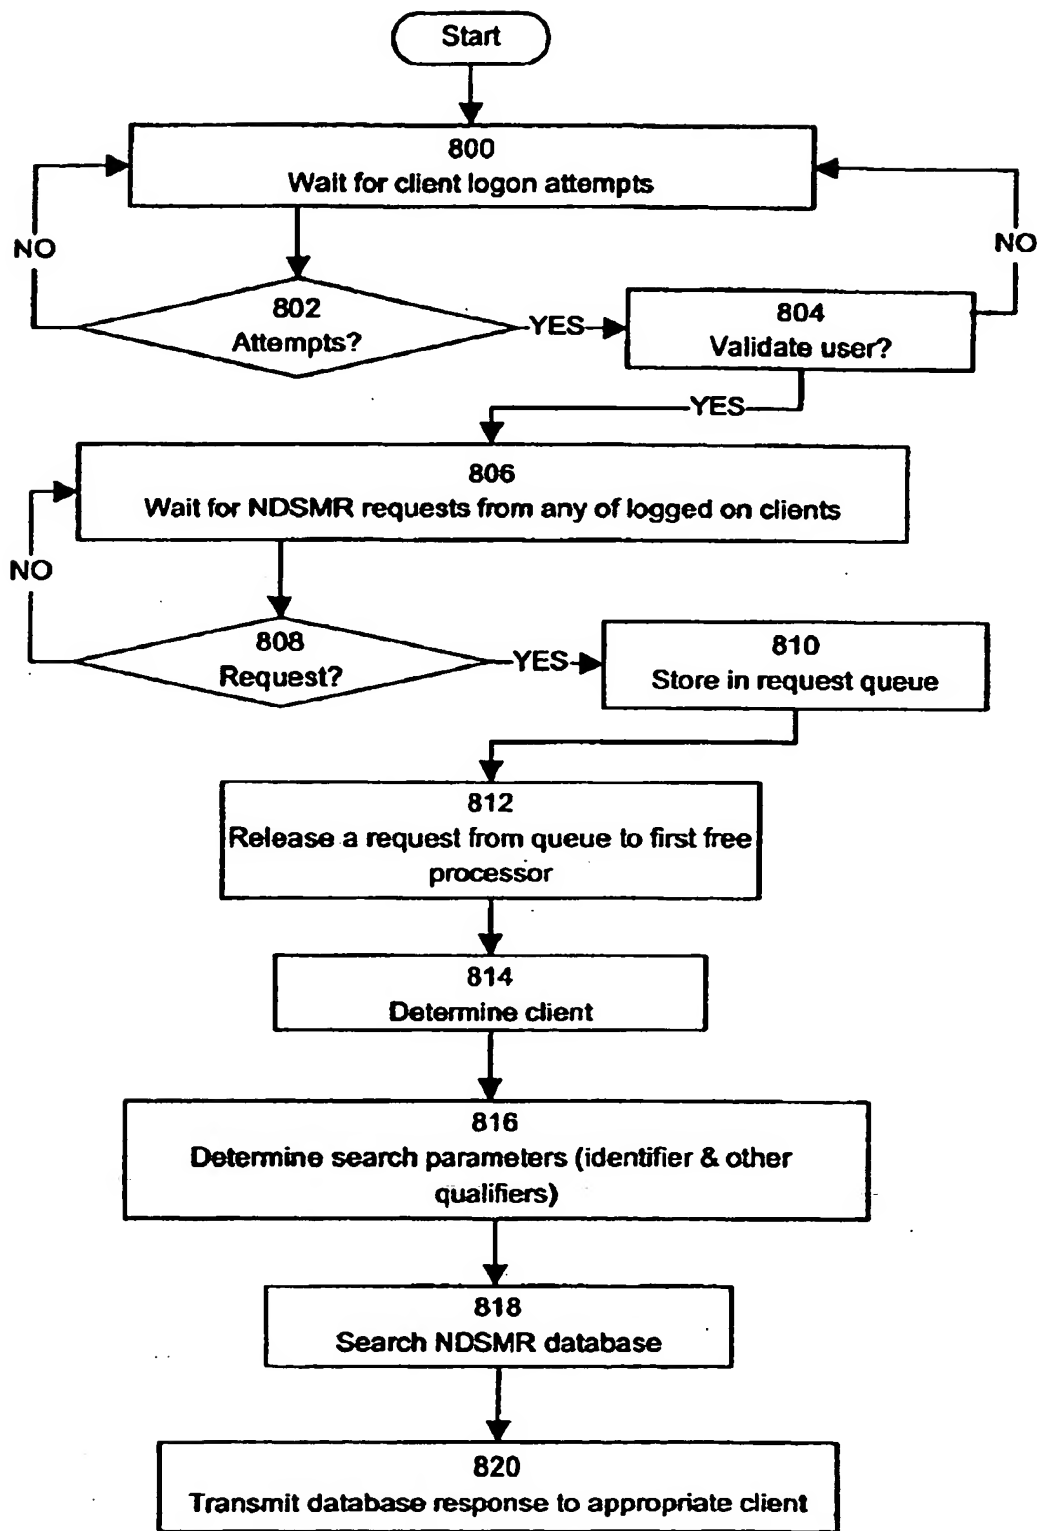 Start
800
Wait for client logon attempts
NO
NO
802
Attempts?
YES
804
Validate user?
YES
806
Wait for NDSMR requests from any of logged on clients
NO
808
Request?
YES
810
Store in request queue
812
Release a request from queue to first free
processor
814
Determine client
816
Determine search parameters (identifier & other
qualifiers)
818
Search NDSMR database
820
Transmit database response to appropriate client